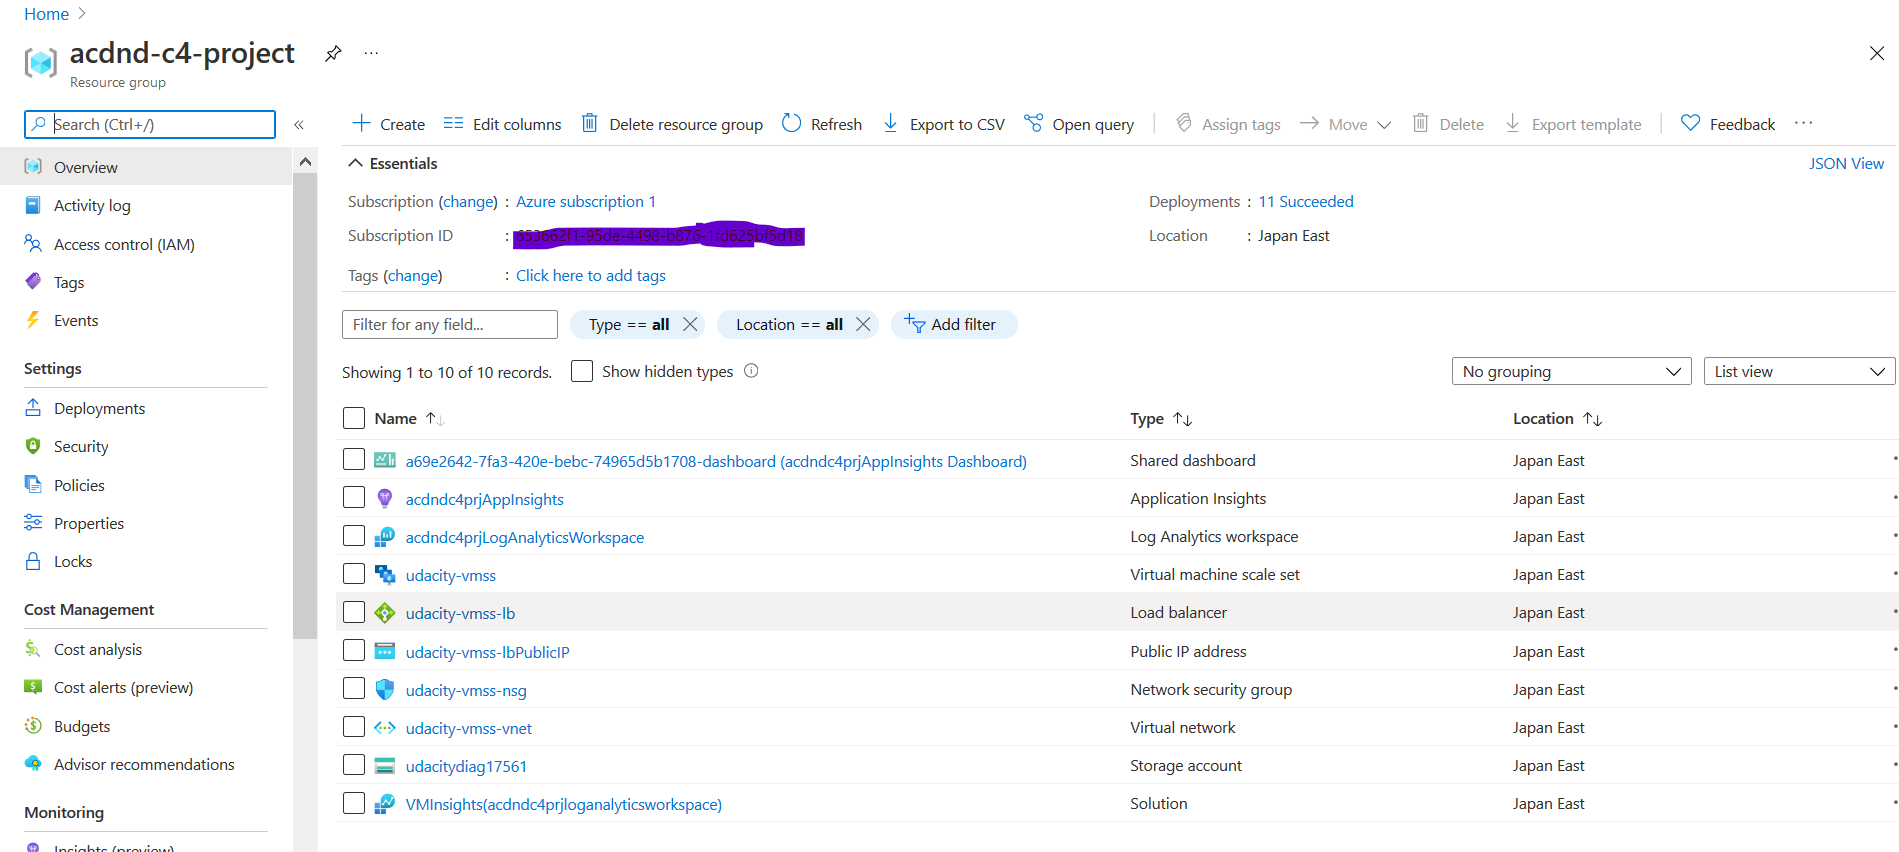 Home >
acdnd-c4-project
Resource group
Search (Ctrl+/)
Overview
Activity log
Access control (IAM)
Tags
Events
Settings
Deployments
Security
Policies
Properties
Locks
Cost Management
Cost analysis
Cost alerts (preview)
Budgets
Advisor recommendations
Monitoring
Insights (preview)
Create Edit columns Delete resource group Refresh Export to CSV Open query Assign tags Move Delete Export template Feedback
Essentials JSON View
Subscription (change) : Azure subscription 1 Deployments : 11 Succeeded
Subscription ID : Location : Japan East
Tags (change) : Click here to add tags
Filter for any field... Type == all Location == all Add filter
Showing 1 to 10 of 10 records. Show hidden types No grouping List view
Name Type Location
a69e2642-7fa3-420e-bebc-74965d5b1708-dashboard (acdndc4prjAppInsights Dashboard) Shared dashboard Japan East
acdndc4prjAppInsights Application Insights Japan East
acdndc4prjLogAnalyticsWorkspace Log Analytics workspace Japan East
udacity-vmss Virtual machine scale set Japan East
udacity-vmss-lb Load balancer Japan East
udacity-vmss-lbPublicIP Public IP address Japan East
udacity-vmss-nsg Network security group Japan East
udacity-vmss-vnet Virtual network Japan East
udacitydiag17561 Storage account Japan East
VMInsights(acdndc4prjloganalyticsworkspace) Solution Japan East